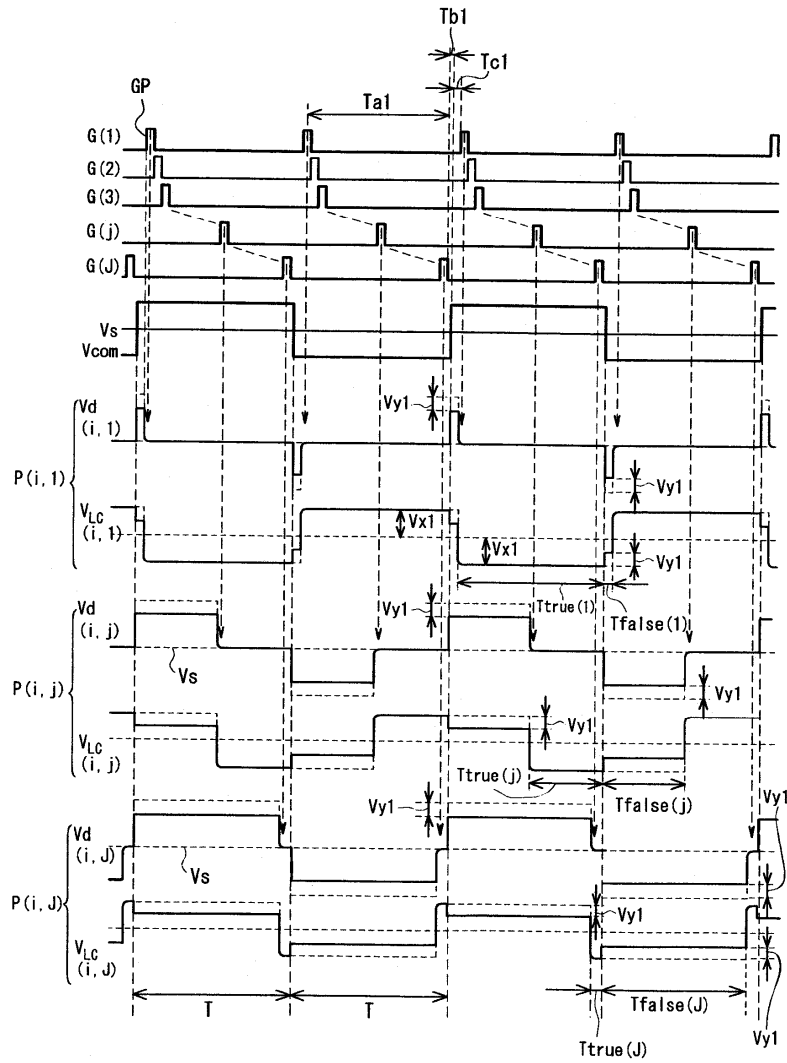 Tb1
Tc1
GP
Ta1
G(1)
G(2)
G(3)
G(j)
G(J)
Vs
Vcom
Vd
(i, 1)
Vy1
P(i, 1)
Vy1
VLC
(i, 1)
Vx1
Vx1
Vy1
Ttrue(1)
Tfalse(1)
Vd
(i, j)
Vy1
Vs
P(i, j)
Vy1
Vy1
VLC
(i, j)
Ttrue(j)
Tfalse(j)
Vy1
Vy1
Vd
(i, J)
Vs
P(i, J)
Vy1
VLC
(i, J)
T
T
Tfalse(J)
Ttrue(J)
Vy1